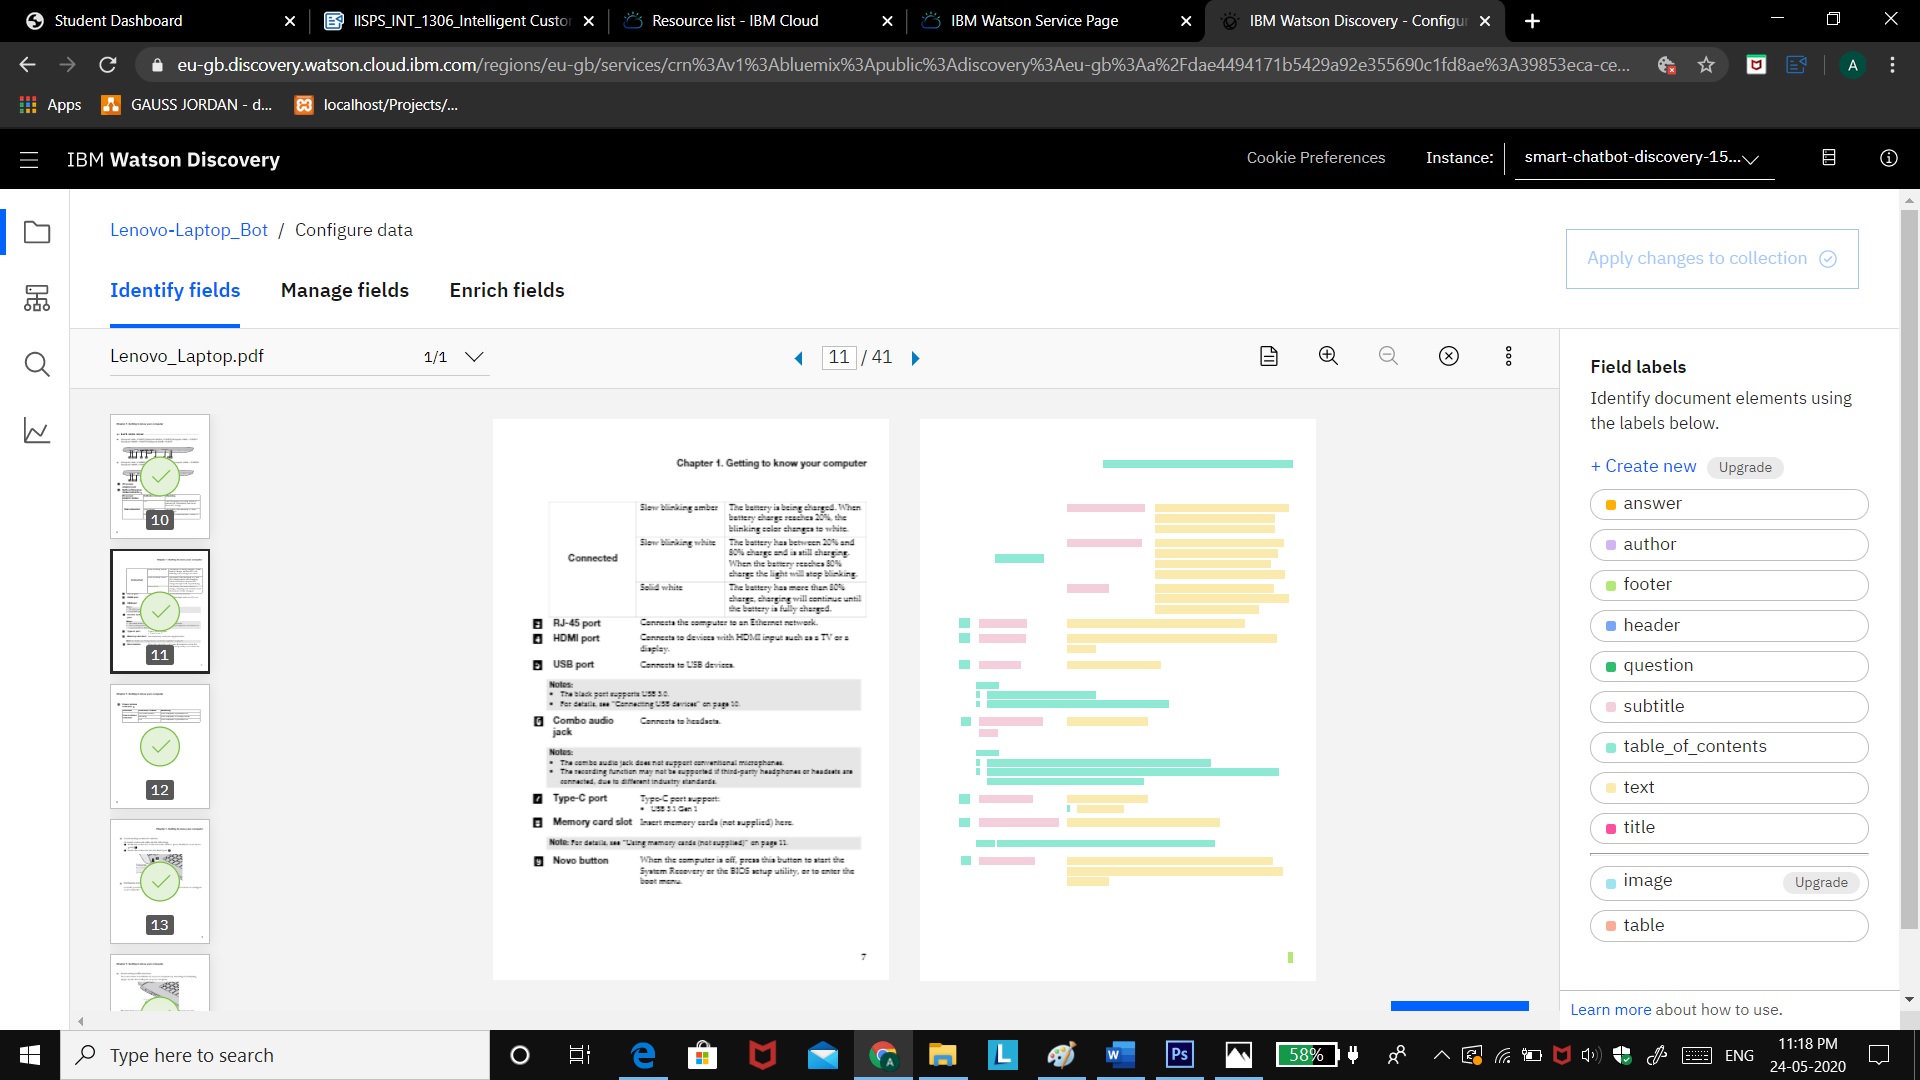 Student Dashboard
IISPS_INT_1306_Intelligent Custo
Resource list - IBM Cloud
IBM Watson Service Page
IBM Watson Discovery - Configur
eu-gb.discovery.watson.cloud.ibm.com/regions/eu-gb/services/crn%3Av1%3Abluemix%3Apublic%3Adiscovery%3Aeu-gb%3Aa%2Fdae4494171b5429a92e355690c1fd8ae%3A39853eca-ce...
A
Apps
GAUSS JORDAN - d...
localhost/Projects/...
IBM Watson Discovery
Cookie Preferences
Instance:
smart-chatbot-discovery-15...
Lenovo-Laptop_Bot / Configure data
Apply changes to collection
Identify fields
Manage fields
Enrich fields
Lenovo_Laptop.pdf
1/1
11 / 41
10
11
12
13
Chapter 1. Getting to know your computer
Connected
Slow blinking amber
The battery is being charged. When
battery charge reaches 20%, the
blinking color changes to white.
Slow blinking white
The battery has between 20% and
80% charge and is still charging.
When the battery reaches 80%
charge the light will stop blinking.
Solid white
The battery has more than 80%
charge, charging will continue until
the battery is fully charged.
3 RJ-45 port Connects the computer to an Ethernet network.
4 HDMI port Connects to devices with HDMI input such as a TV or a
display.
5 USB port Connects to USB devices.
Notes:
• The black port supports USB 3.0.
• For details, see "Connecting USB devices" on page 10.
6 Combo audio Connects to headsets.
jack
Notes:
• The combo audio jack does not support conventional microphones.
• The recording function may not be supported if third-party headphones or headsets are
connected, due to different industry standards.
7 Type-C port Type-C port support:
• USB 3.1 Gen 1
8 Memory card slot Insert memory cards (not supplied) here.
Note: For details, see "Using memory cards (not supplied)" on page 11.
9 Novo button When the computer is off, press this button to start the
System Recovery or the BIOS setup utility, or to enter the
boot menu.
7
Field labels
Identify document elements using
the labels below.
+ Create new Upgrade
answer
author
footer
header
question
subtitle
table_of_contents
text
title
image Upgrade
table
Learn more about how to use.
Type here to search
L
Ps
58%
ENG
11:18 PM
24-05-2020